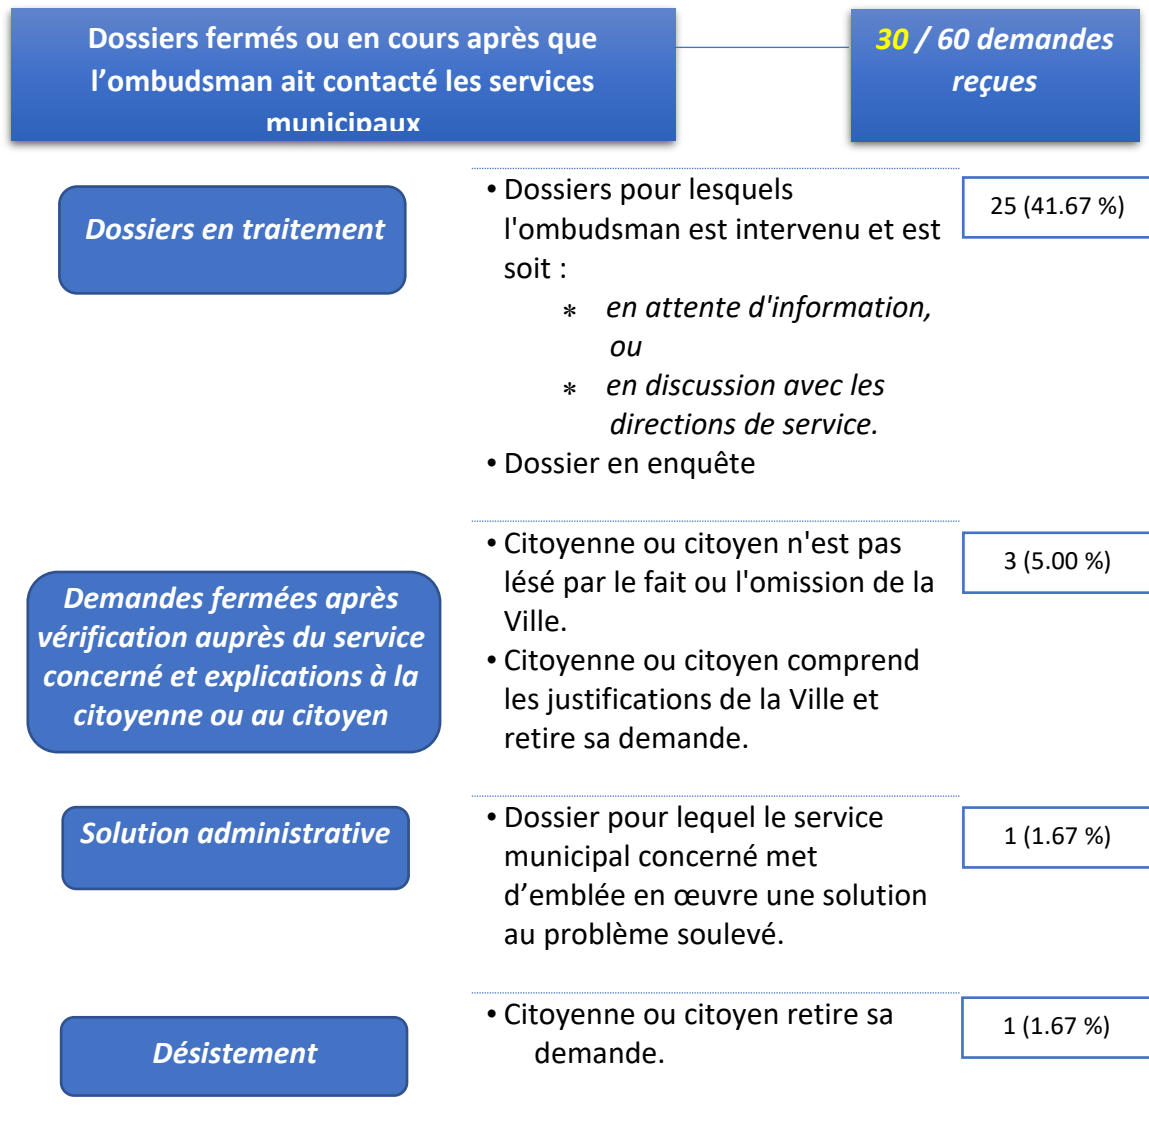 Dossiers fermés ou en cours après que
l'ombudsman ait contacté les services
municipaux
30 / 60 demandes
reçues
Dossiers en traitement
• Dossiers pour lesquels
l'ombudsman est intervenu et est
soit :
* en attente d'information,
ou
* en discussion avec les
directions de service.
• Dossier en enquête
25 (41.67 %)
Demandes fermées après
vérification auprès du service
concerné et explications à la
citoyenne ou au citoyen
• Citoyenne ou citoyen n'est pas
lésé par le fait ou l'omission de la
Ville.
• Citoyenne ou citoyen comprend
les justifications de la Ville et
retire sa demande.
3 (5.00 %)
Solution administrative
• Dossier pour lequel le service
municipal concerné met
d’emblée en œuvre une solution
au problème soulevé.
1 (1.67 %)
Désistement
• Citoyenne ou citoyen retire sa
demande.
1 (1.67 %)